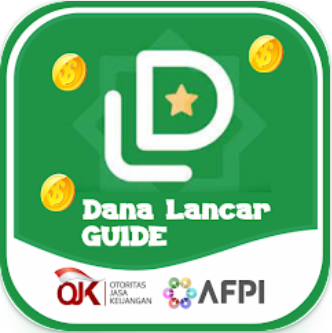 Dana Lancar
GUIDE
OJK
OTORITAS
JASA
KEUANGAN
AFPI